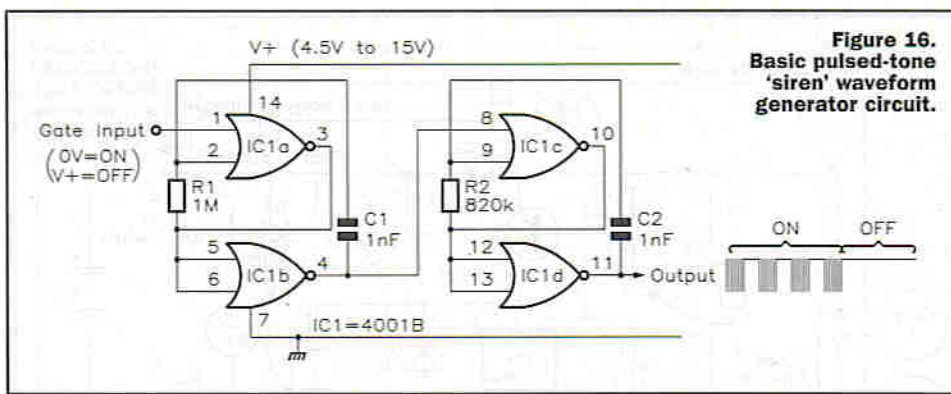 Figure 16.
Basic pulsed-tone
'siren' waveform
generator circuit.
V+ (4.5V to 15V)
14
Gate Input
(0V=ON
V+=OFF)
1
2
IC1a
3
8
9
IC1c
10
R1
1M
C1
1nF
R2
820k
C2
1nF
ON
OFF
5
6
IC1b
4
12
13
IC1d
11
Output
7
IC1=4001B